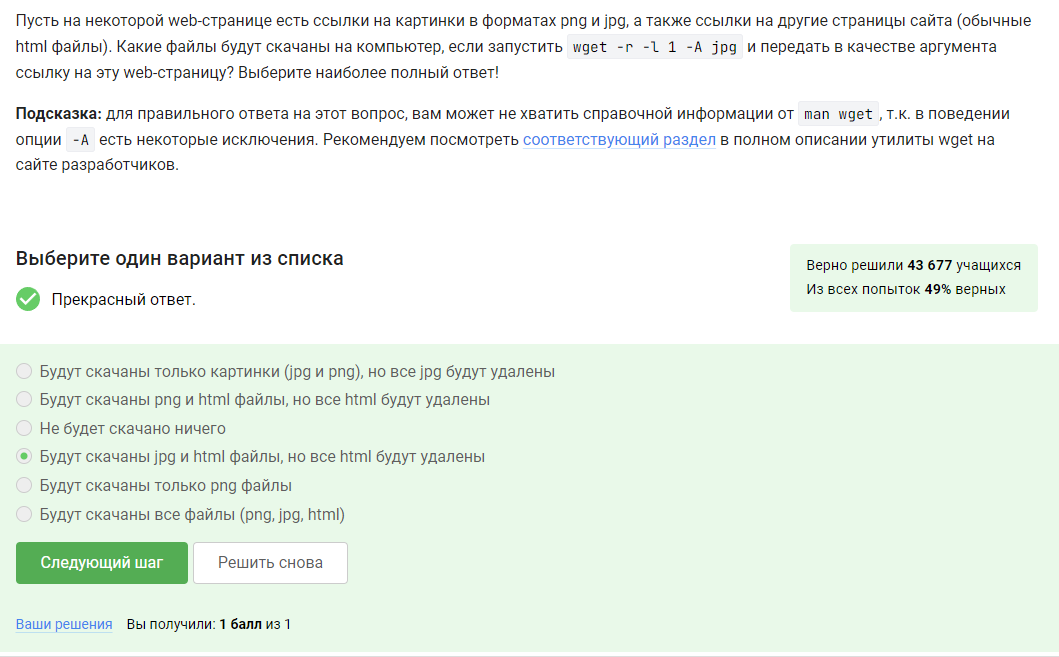 Пусть на некоторой web-странице есть ссылки на картинки в форматах png и jpg, а также ссылки на другие страницы сайта (обычные
html файлы). Какие файлы будут скачаны на компьютер, если запустить wget -r -l 1 -A jpg и передать в качестве аргумента
ссылку на эту web-страницу? Выберите наиболее полный ответ!
Подсказка: для правильного ответа на этот вопрос, вам может не хватить справочной информации от man wget, т.к. в поведении
опции -A есть некоторые исключения. Рекомендуем посмотреть соответствующий раздел в полном описании утилиты wget на
сайте разработчиков.
Выберите один вариант из списка
Прекрасный ответ.
Верно решили 43 677 учащихся
Из всех попыток 49% верных
Будут скачаны только картинки (jpg и png), но все jpg будут удалены
Будут скачаны png и html файлы, но все html будут удалены
Не будет скачано ничего
Будут скачаны jpg и html файлы, но все html будут удалены
Будут скачаны только png файлы
Будут скачаны все файлы (png, jpg, html)
Следующий шаг
Решить снова
Ваши решения Вы получили: 1 балл из 1